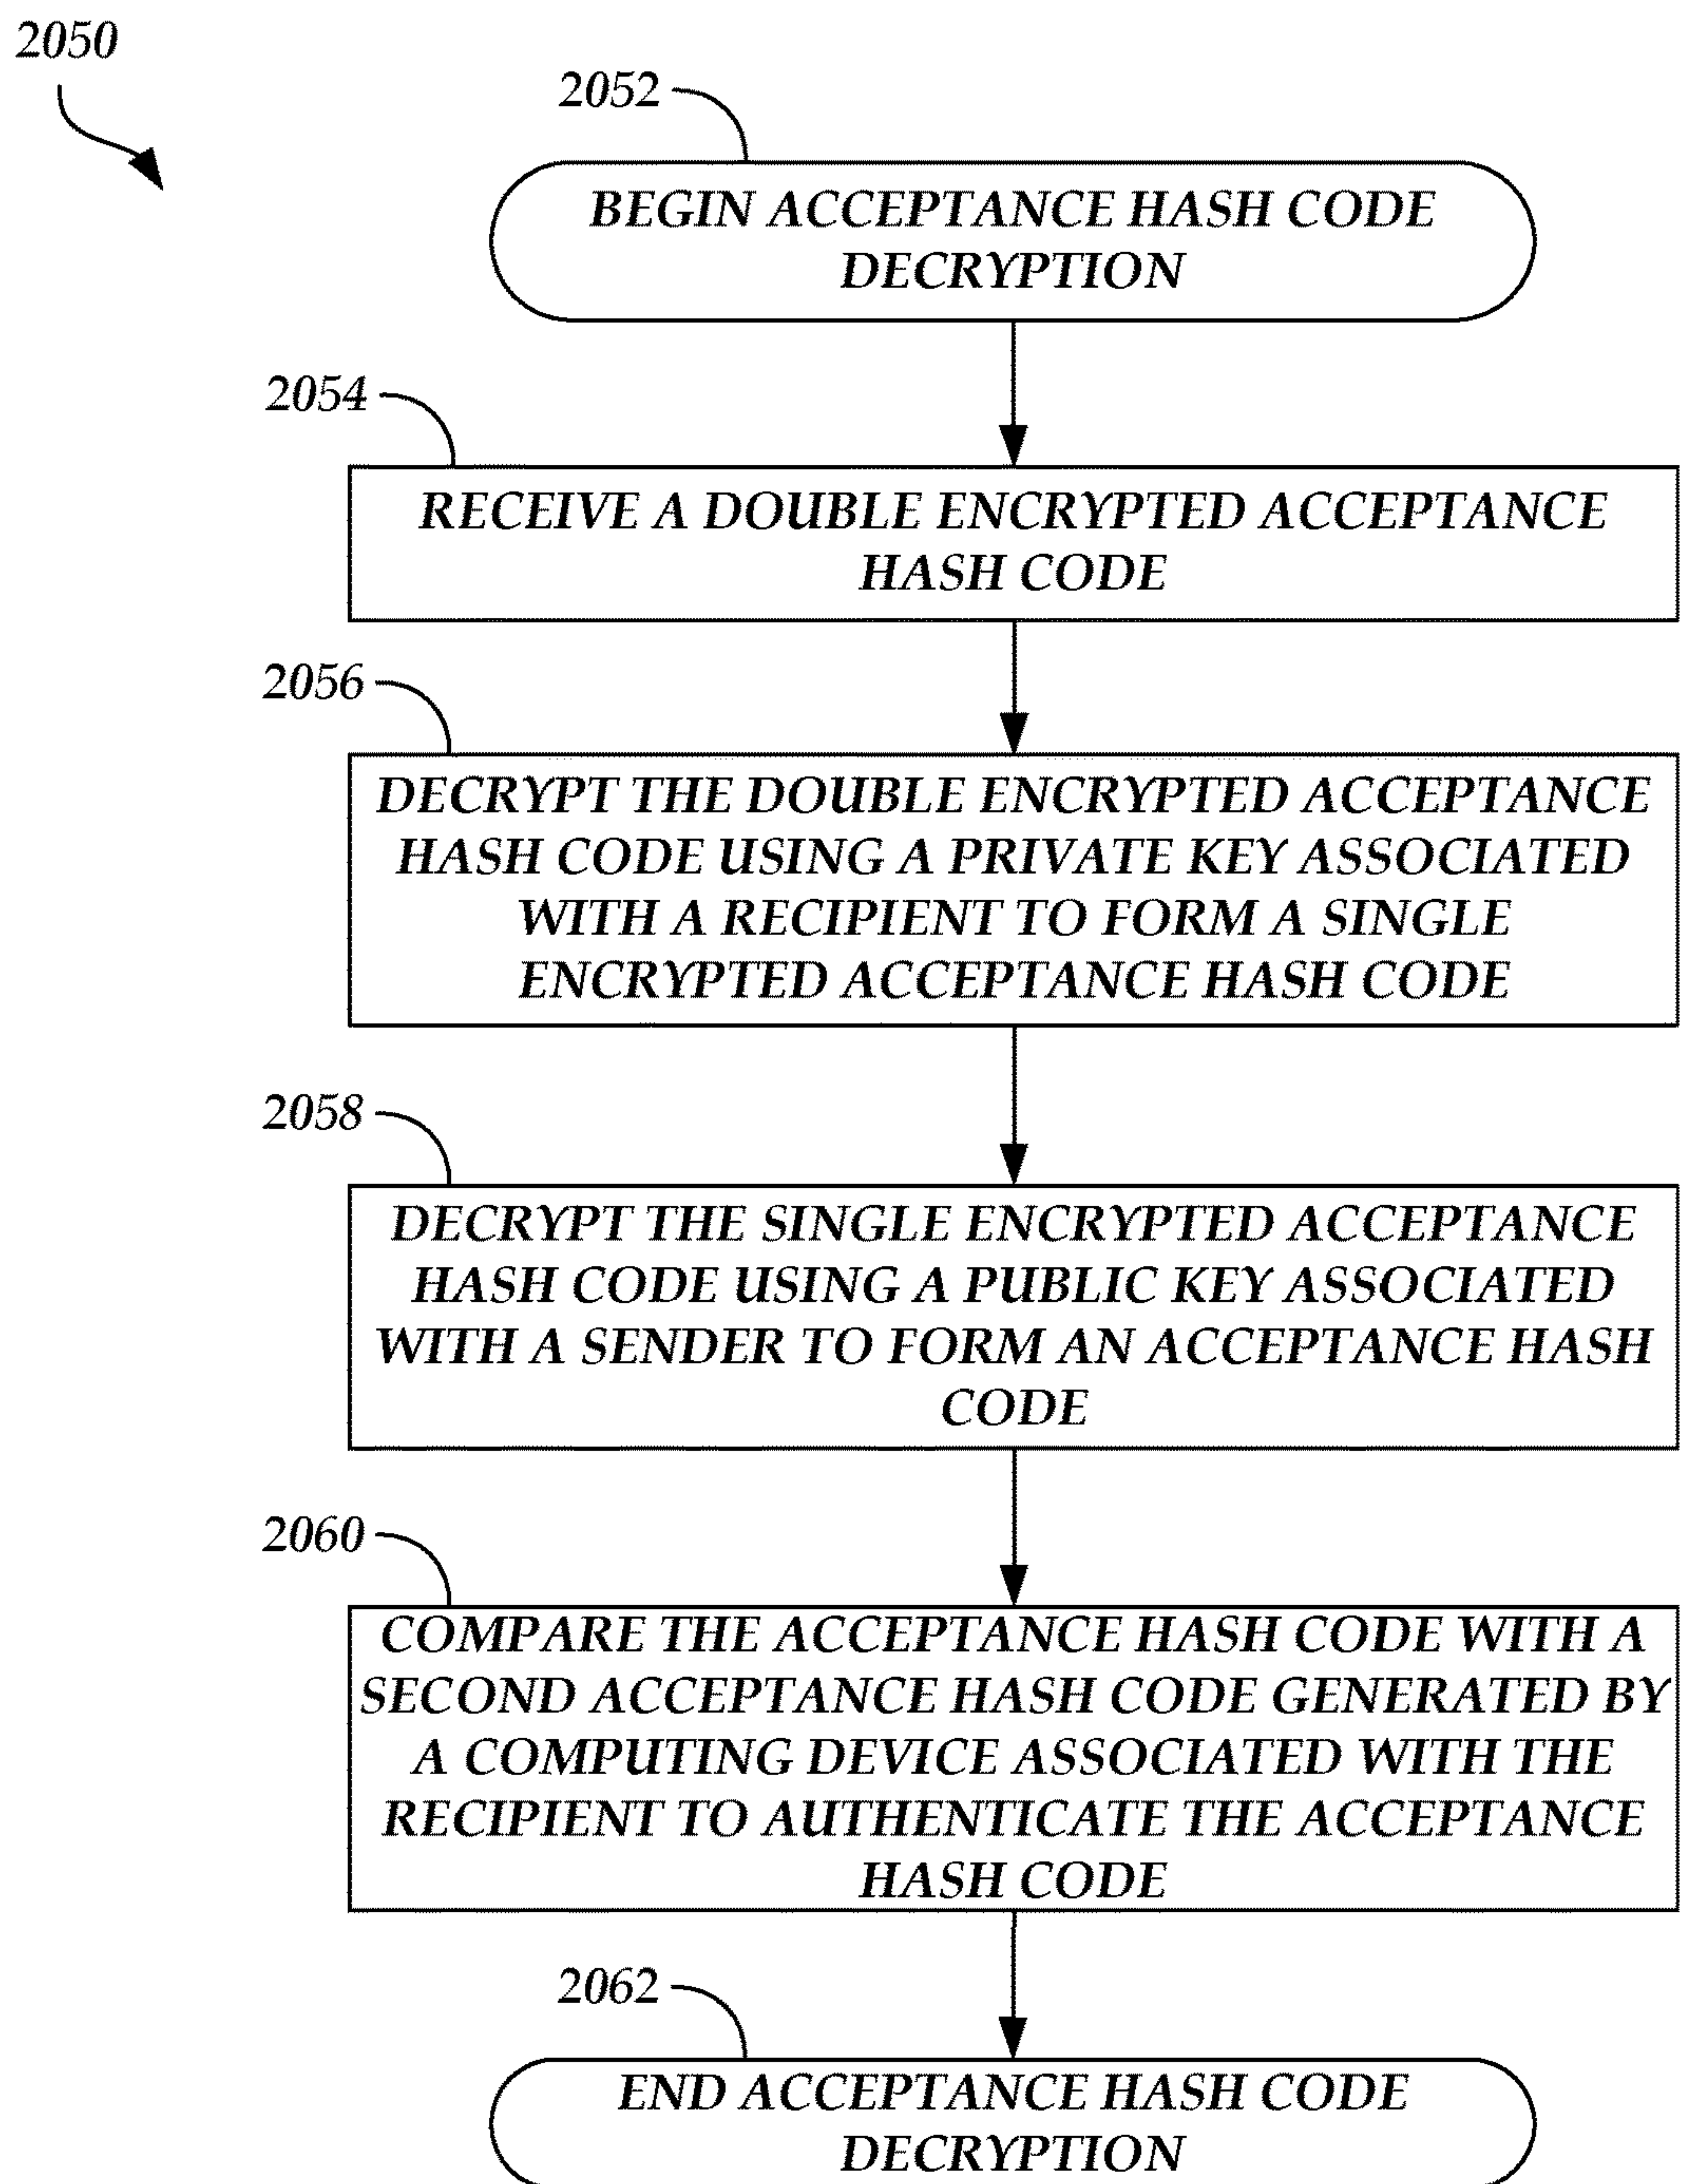 2050
2052
BEGIN ACCEPTANCE HASH CODE
DECRYPTION
2054
RECEIVE A DOUBLE ENCRYPTED ACCEPTANCE
HASH CODE
2056
DECRYPT THE DOUBLE ENCRYPTED ACCEPTANCE
HASH CODE USING A PRIVATE KEY ASSOCIATED
WITH A RECIPIENT TO FORM A SINGLE
ENCRYPTED ACCEPTANCE HASH CODE
2058
DECRYPT THE SINGLE ENCRYPTED ACCEPTANCE
HASH CODE USING A PUBLIC KEY ASSOCIATED
WITH A SENDER TO FORM AN ACCEPTANCE HASH
CODE
2060
COMPARE THE ACCEPTANCE HASH CODE WITH A
SECOND ACCEPTANCE HASH CODE GENERATED BY
A COMPUTING DEVICE ASSOCIATED WITH THE
RECIPIENT TO AUTHENTICATE THE ACCEPTANCE
HASH CODE
2062
END ACCEPTANCE HASH CODE
DECRYPTION